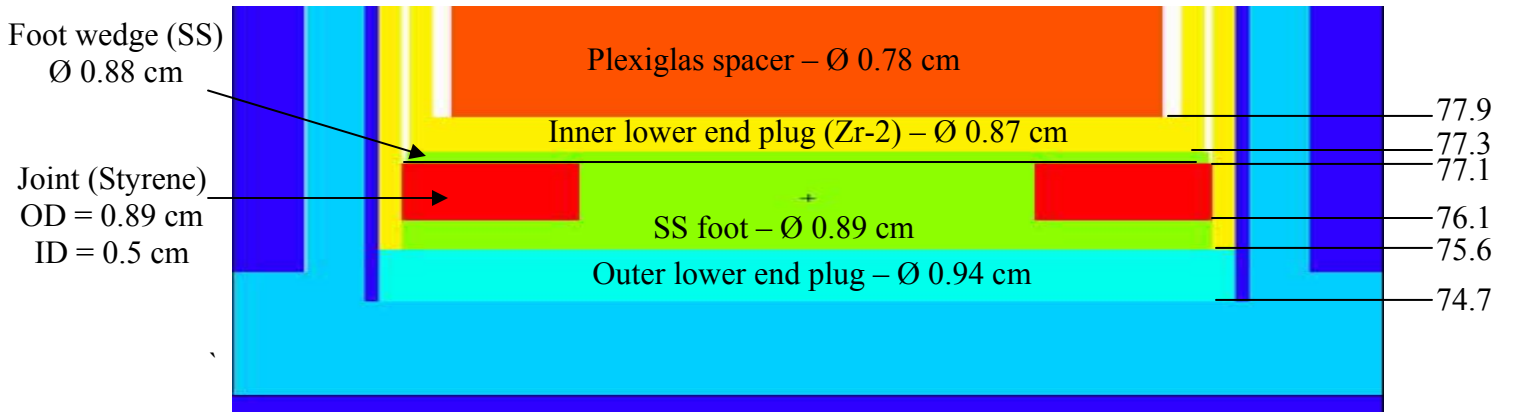 Foot wedge (SS)
Ø 0.88 cm
Plexiglas spacer – Ø 0.78 cm
77.9
Inner lower end plug (Zr-2) – Ø 0.87 cm
77.3
77.1
Joint (Styrene)
OD = 0.89 cm
ID = 0.5 cm
76.1
SS foot – Ø 0.89 cm
75.6
Outer lower end plug – Ø 0.94 cm
74.7
`